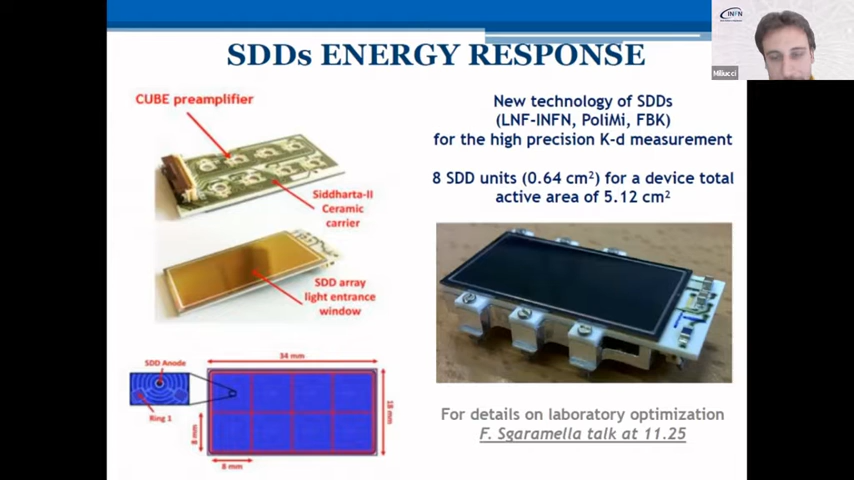 SDDs ENERGY RESPONSE
INFN
Miliucci
CUBE preamplifier
Siddharta-II
Ceramic
carrier
SDD array
light entrance
window
New technology of SDDs
(LNF-INFN, PoliMi, FBK)
for the high precision K-d measurement
8 SDD units (0.64 cm²) for a device total
active area of 5.12 cm²
34 mm
SDD Anode
Ring 1
18 mm
8 mm
8 mm
For details on laboratory optimization
F. Sgaramella talk at 11.25